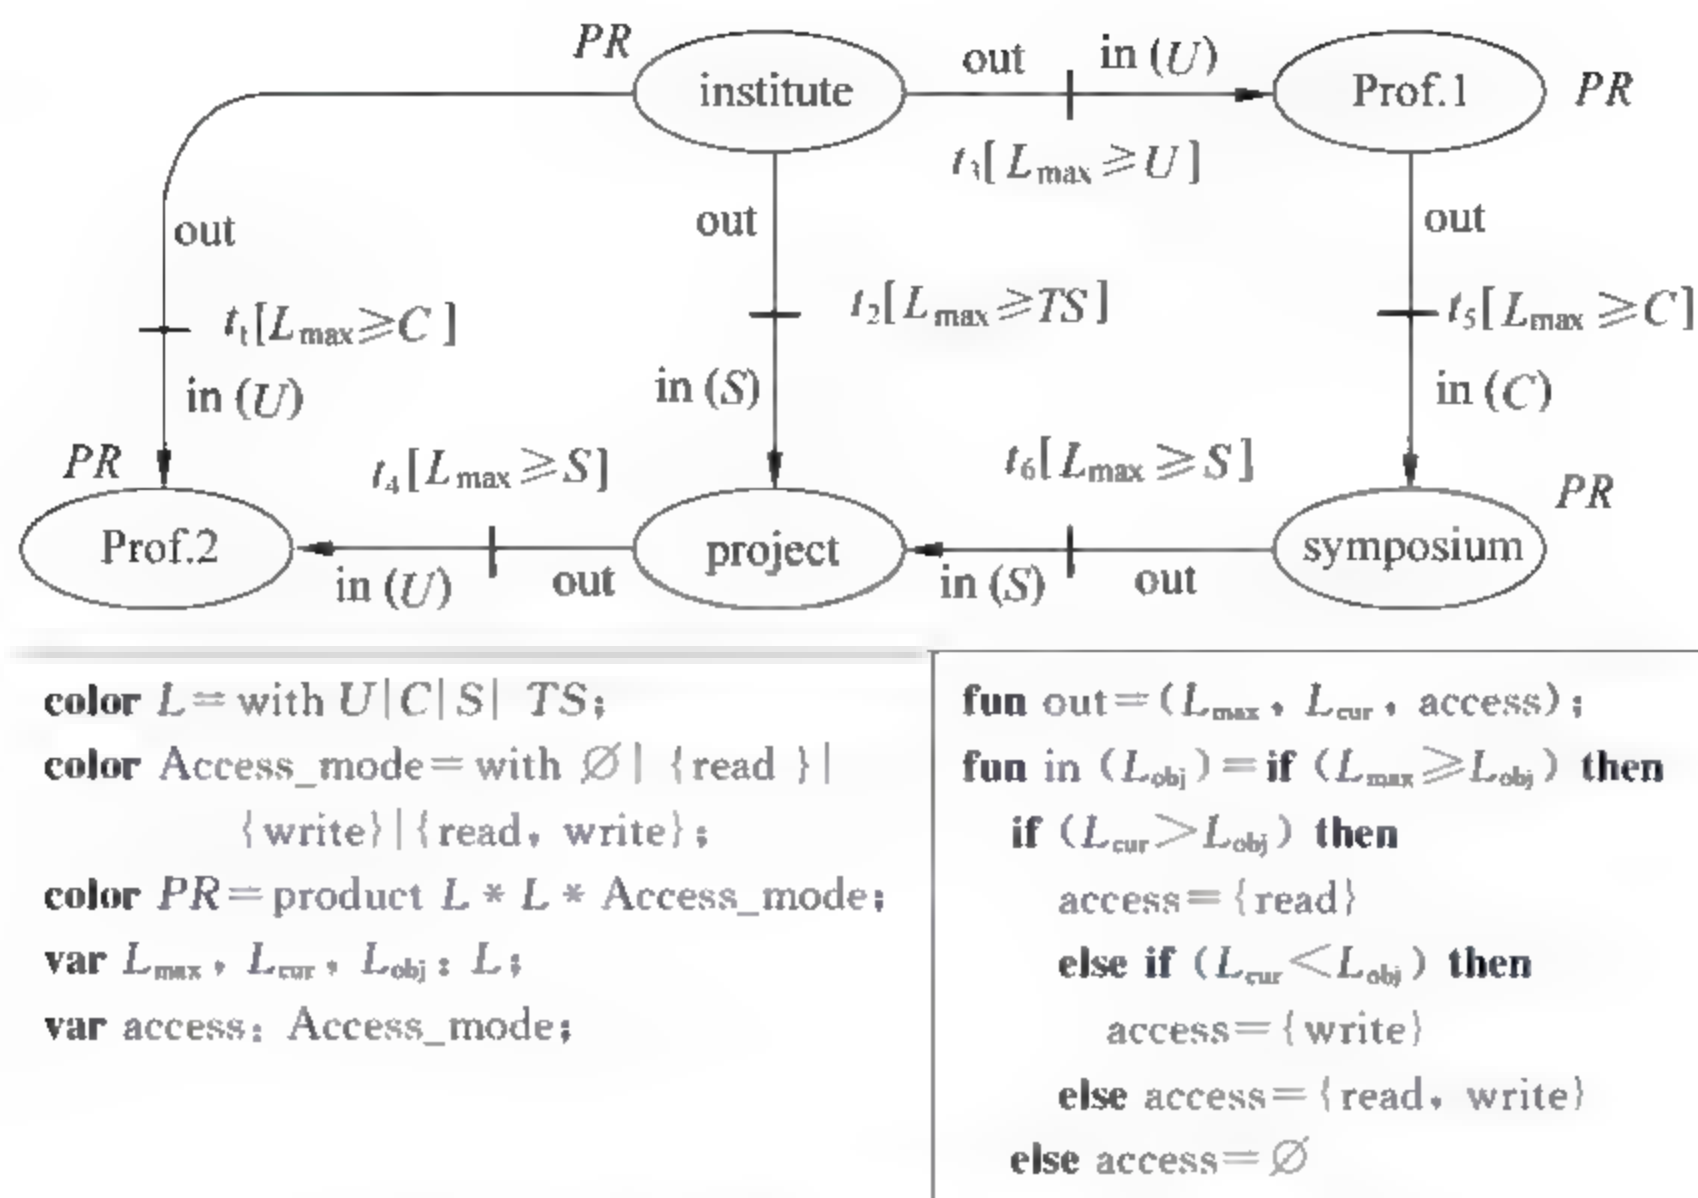 PR
institute
out
in (U)
Prof.1
PR
t3[Lmax⩾U]
out
out
out
t1[Lmax⩾C]
t2[Lmax⩾TS]
t5[Lmax⩾C]
in (U)
in (S)
in (C)
PR
t4[Lmax⩾S]
t6[Lmax⩾S]
PR
Prof.2
project
symposium
in (U)
out
in (S)
out
color L=with U|C|S| TS;
color Access_mode=with ∅| {read }|
{write}|{read, write};
color PR=product L * L * Access_mode;
var Lmax, Lcur, Lobj: L;
var access: Access_mode;
fun out=(Lmax, Lcur, access);
fun in (Lobj)=if (Lmax⩾Lobj) then
if (Lcur>Lobj) then
access={read}
else if (Lcur<Lobj) then
access={write}
else access={read, write}
else access=∅